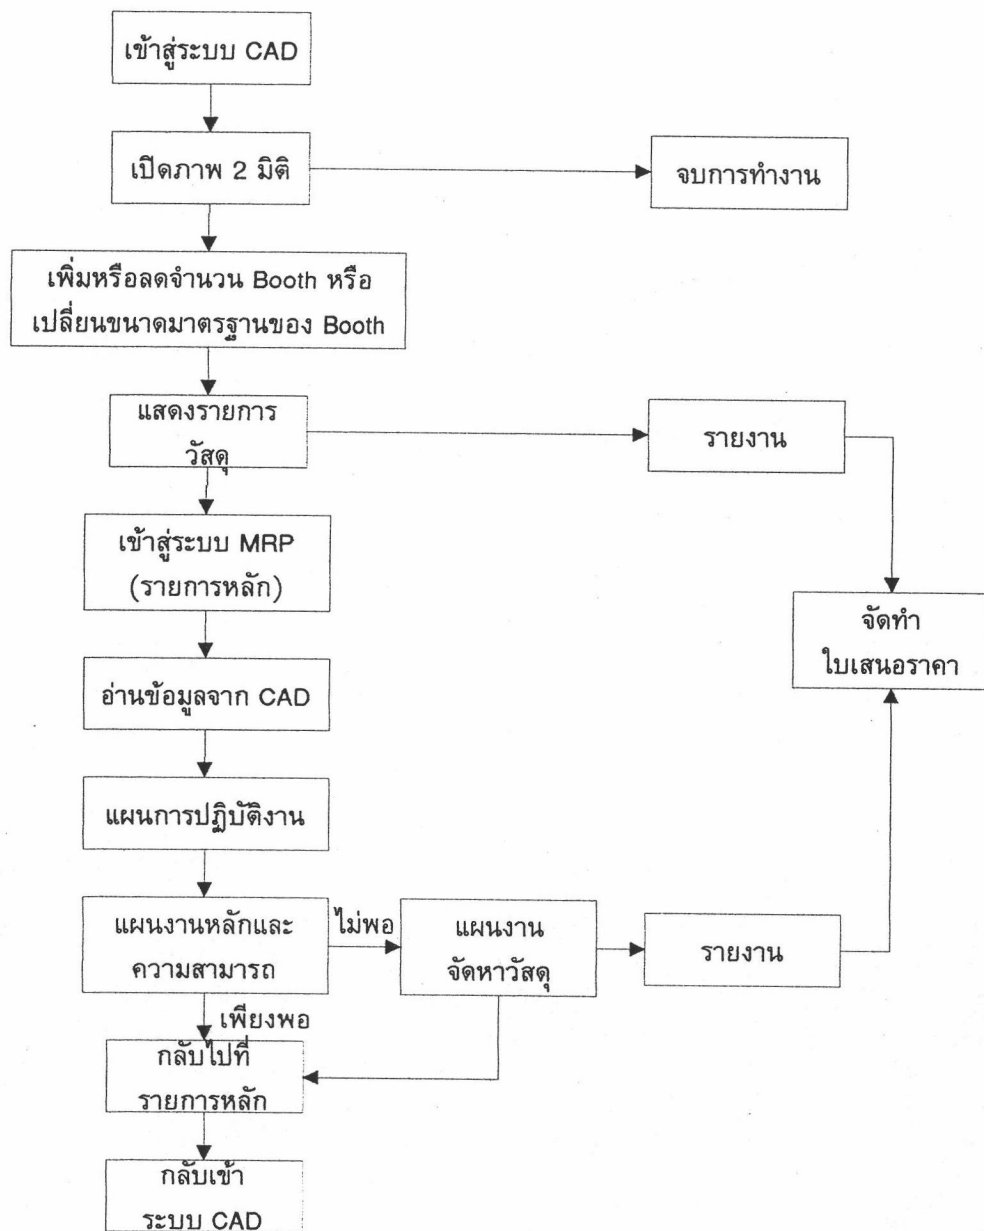 เข้าสู่ระบบ CAD
เปิดภาพ 2 มิติ
จบการทำงาน
เพิ่มหรือลดจำนวน Booth หรือ
เปลี่ยนขนาดมาตรฐานของ Booth
แสดงรายการ
วัสดุ
รายงาน
เข้าสู่ระบบ MRP
(รายการหลัก)
จัดทำ
ใบเสนอราคา
อ่านข้อมูลจาก CAD
แผนการปฏิบัติงาน
แผนงานหลักและ
ความสามารถ
ไม่พอ
แผนงาน
จัดหาวัสดุ
รายงาน
เพียงพอ
กลับไปที่
รายการหลัก
กลับเข้า
ระบบ CAD